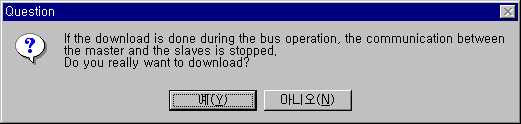 Question
If the download is done during the bus operation, the communication between
the master and the slaves is stopped,
Do you really want to download?
예(Y)
아니오(N)